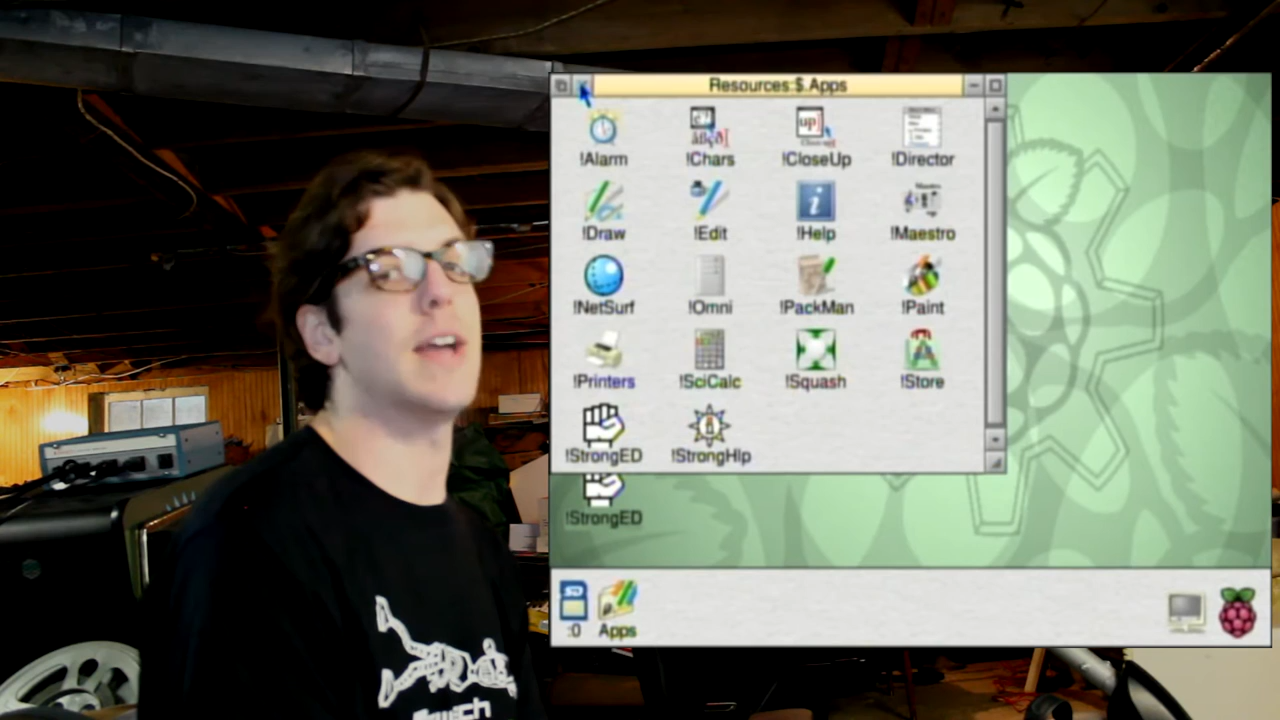 Resources:$.Apps
!Alarm !Chars !CloseUp !Director
!Draw !Edit !Help !Maestro
!NetSurf !Omni !PackMan !Paint
!Printers !SciCalc !Squash !Store
!StrongED !StrongHlp
!StrongED
:0 Apps